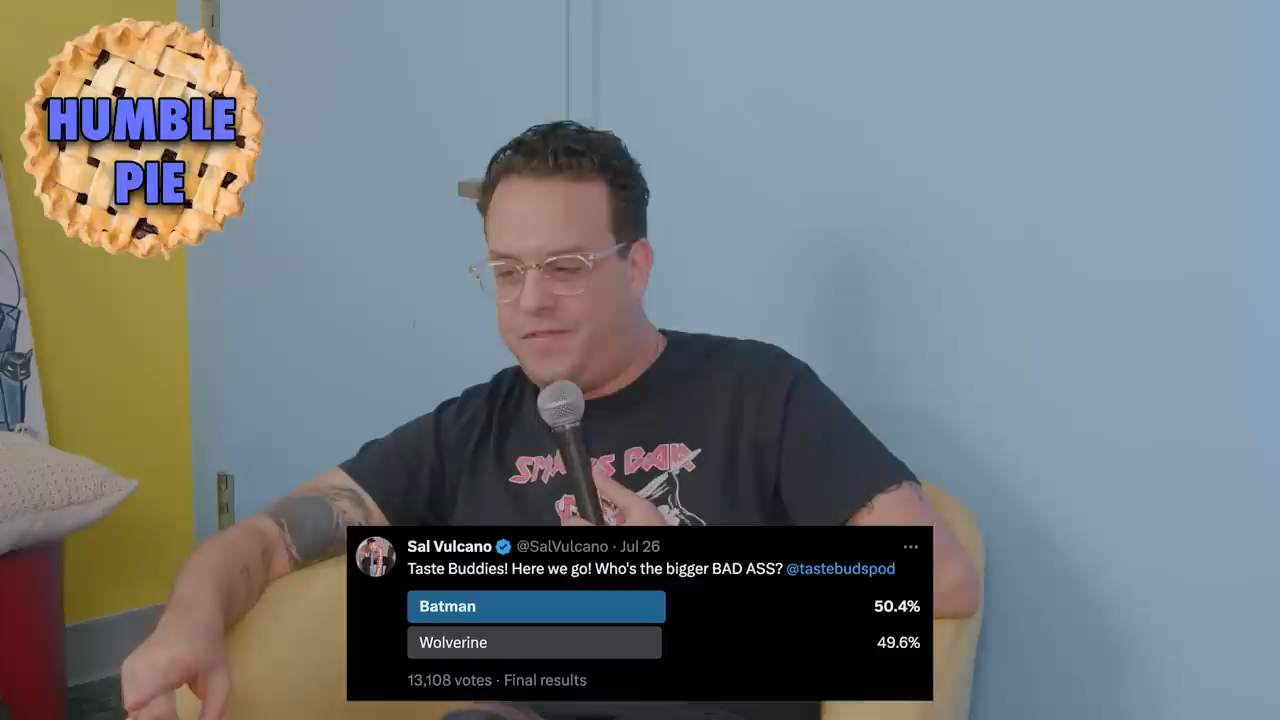 HUMBLE
PIE
Sal Vulcano @SalVulcano · Jul 26
Taste Buddies! Here we go! Who's the bigger BAD ASS? @tastebudspod
Batman 50.4%
Wolverine 49.6%
13,108 votes · Final results